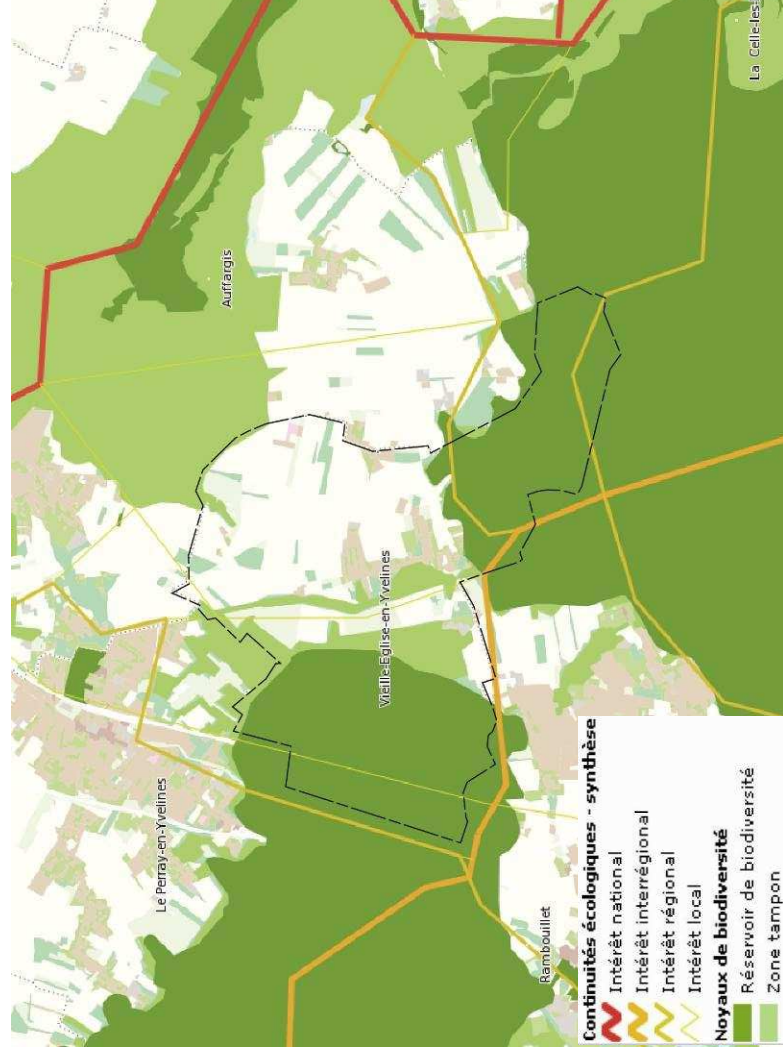 Le Perray-en-Yvelines
Auffargis
Vieille-Eglise-en-Yvelines
Rambouillet
La Celle-les-
Continuités écologiques - synthèse
Intérêt national
Intérêt interrégional
Intérêt régional
Intérêt local
Noyaux de biodiversité
Réservoir de biodiversité
Zone tampon